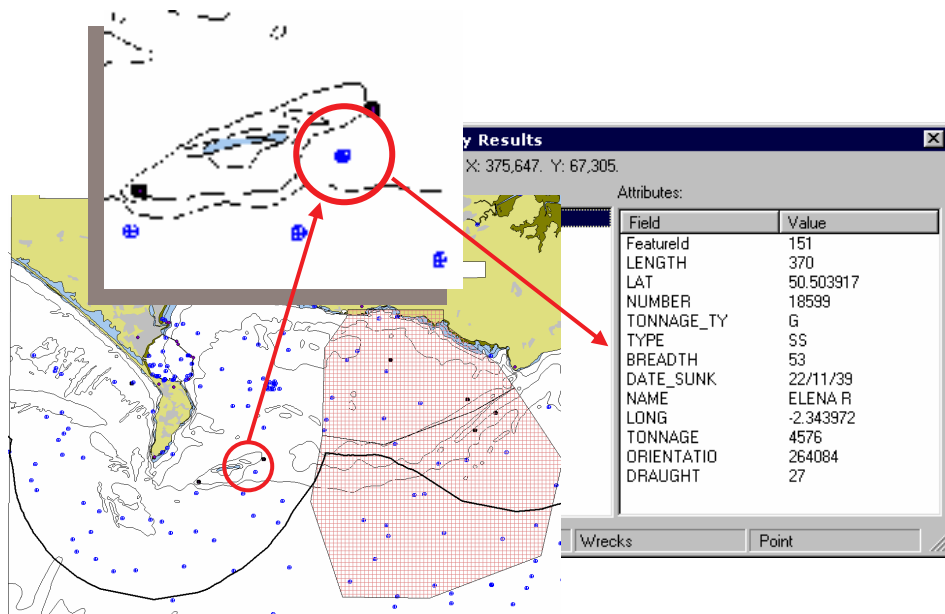 y Results
X: 375,647. Y: 67,305.
Attributes:
Field Value
FeatureId 151
LENGTH 370
LAT 50.503917
NUMBER 18599
TONNAGE_TY G
TYPE SS
BREADTH 53
DATE_SUNK 22/11/39
NAME ELENA R
LONG -2.343972
TONNAGE 4576
ORIENTATIO 264084
DRAUGHT 27
Wrecks Point